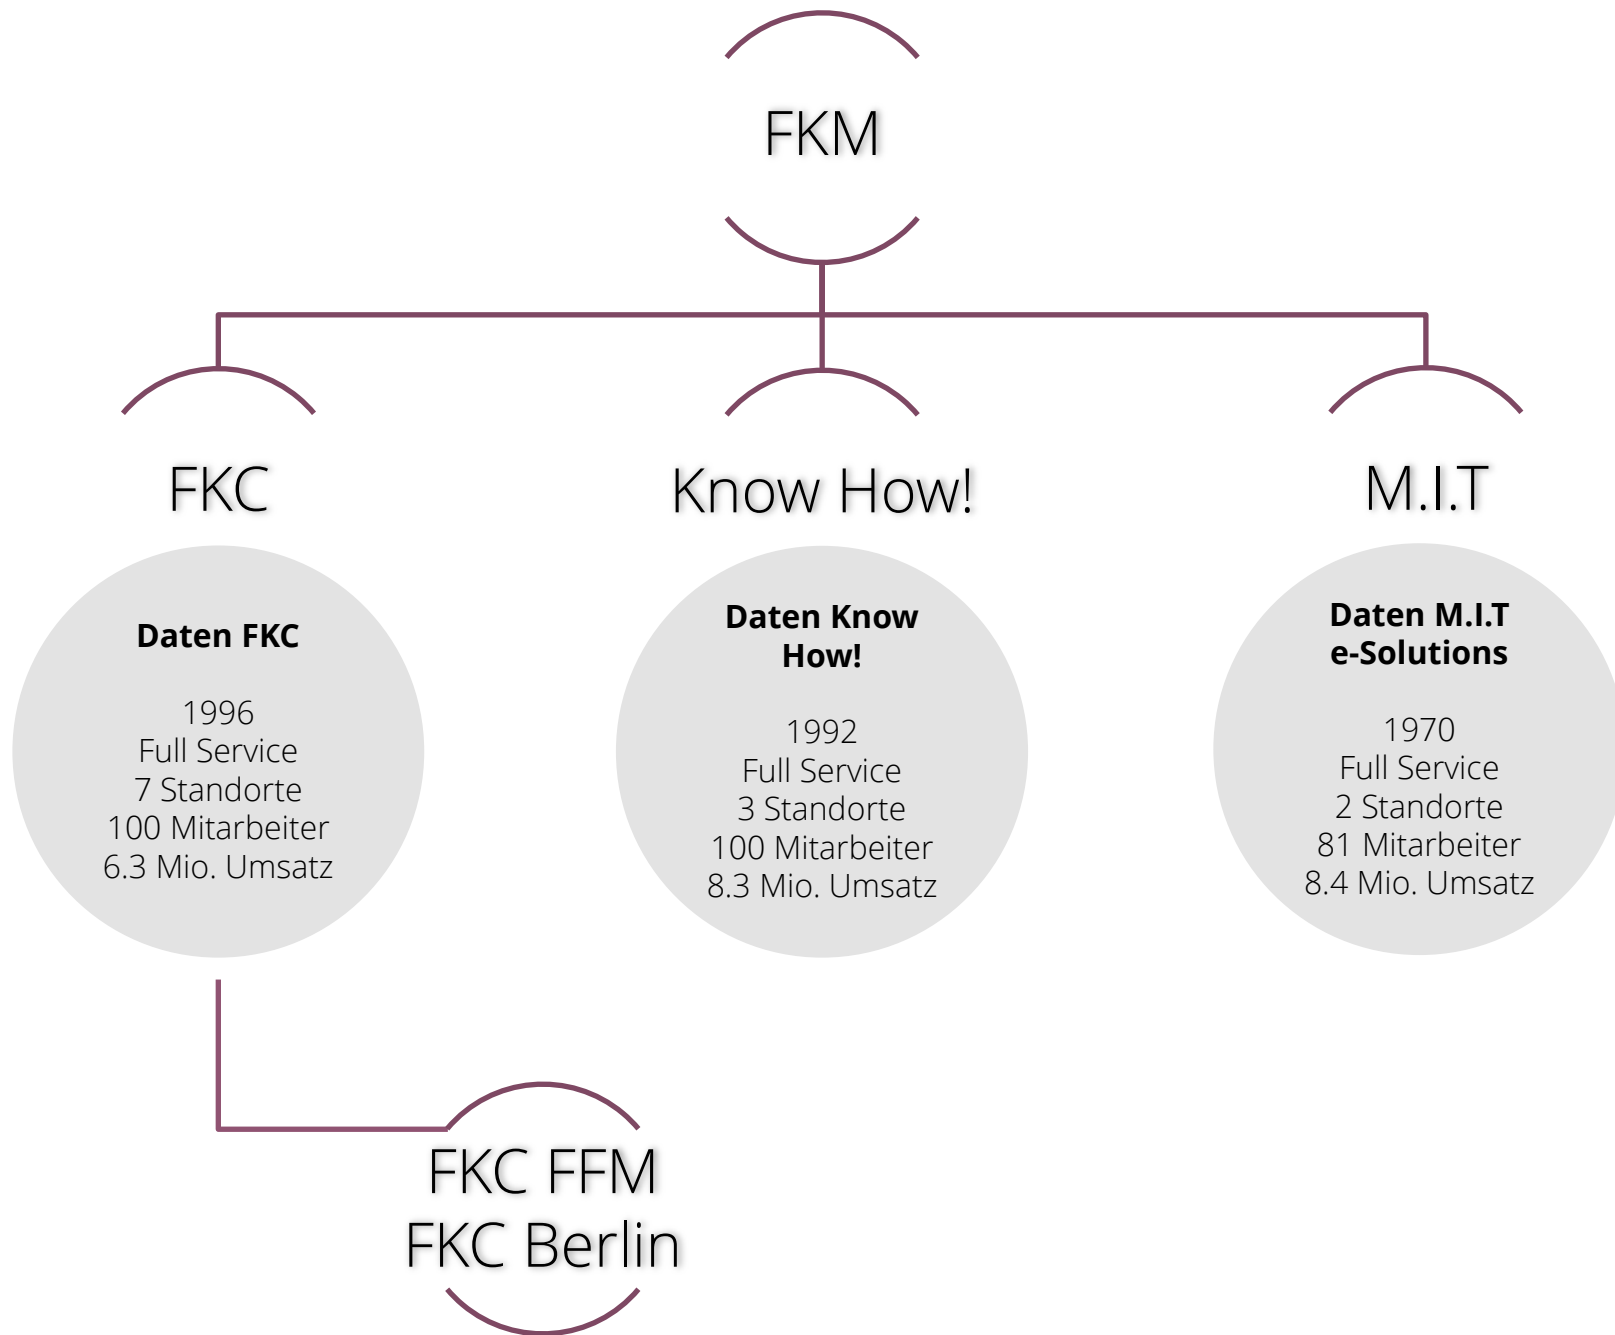 FKM
FKC
Know How!
M.I.T
Daten FKC
1996
Full Service
7 Standorte
100 Mitarbeiter
6.3 Mio. Umsatz
Daten Know
How!
1992
Full Service
3 Standorte
100 Mitarbeiter
8.3 Mio. Umsatz
Daten M.I.T
e-Solutions
1970
Full Service
2 Standorte
81 Mitarbeiter
8.4 Mio. Umsatz
FKC FFM
FKC Berlin